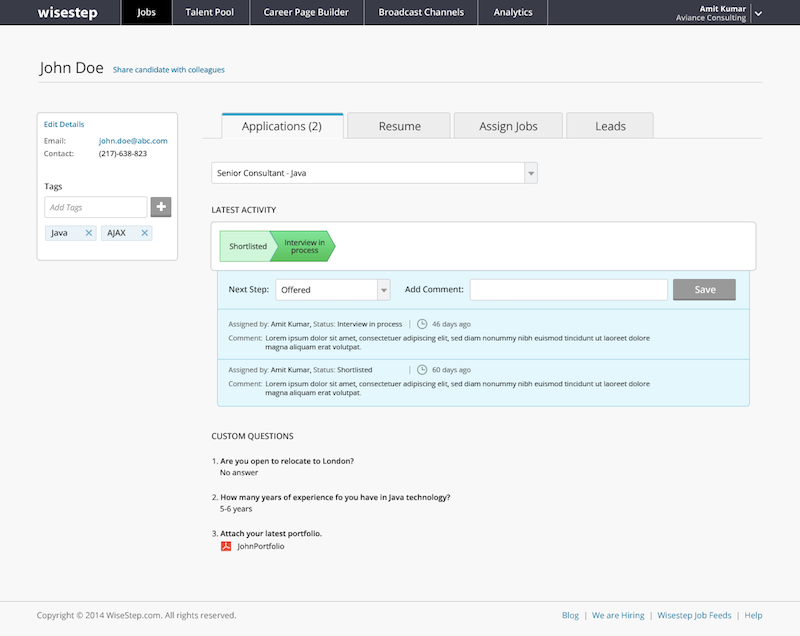 wisestep
Jobs
Talent Pool
Career Page Builder
Broadcast Channels
Analytics
Amit Kumar
Aviance Consulting
John Doe
Share candidate with colleagues
Edit Details
Email: john.doe@abc.com
Contact: (217)-638-823
Tags
Add Tags
Java
AJAX
Applications (2)
Resume
Assign Jobs
Leads
Senior Consultant - Java
LATEST ACTIVITY
Shortlisted
Interview in
process
Next Step:
Offered
Add Comment:
Save
Assigned by: Amit Kumar, Status: Interview in process | 46 days ago
Comment: Lorem ipsum dolor sit amet, consectetuer adipiscing elit, sed diam nonummy nibh euismod tincidunt ut laoreet dolore
magna aliquam erat volutpat.
Assigned by: Amit Kumar, Status: Shortlisted | 60 days ago
Comment: Lorem ipsum dolor sit amet, consectetuer adipiscing elit, sed diam nonummy nibh euismod tincidunt ut laoreet dolore
magna aliquam erat volutpat.
CUSTOM QUESTIONS
1. Are you open to relocate to London?
No answer
2. How many years of experience fo you have in Java technology?
5-6 years
3. Attach your latest portfolio.
JohnPortfolio
Copyright © 2014 WiseStep.com. All rights reserved.
Blog | We are Hiring | Wisestep Job Feeds | Help